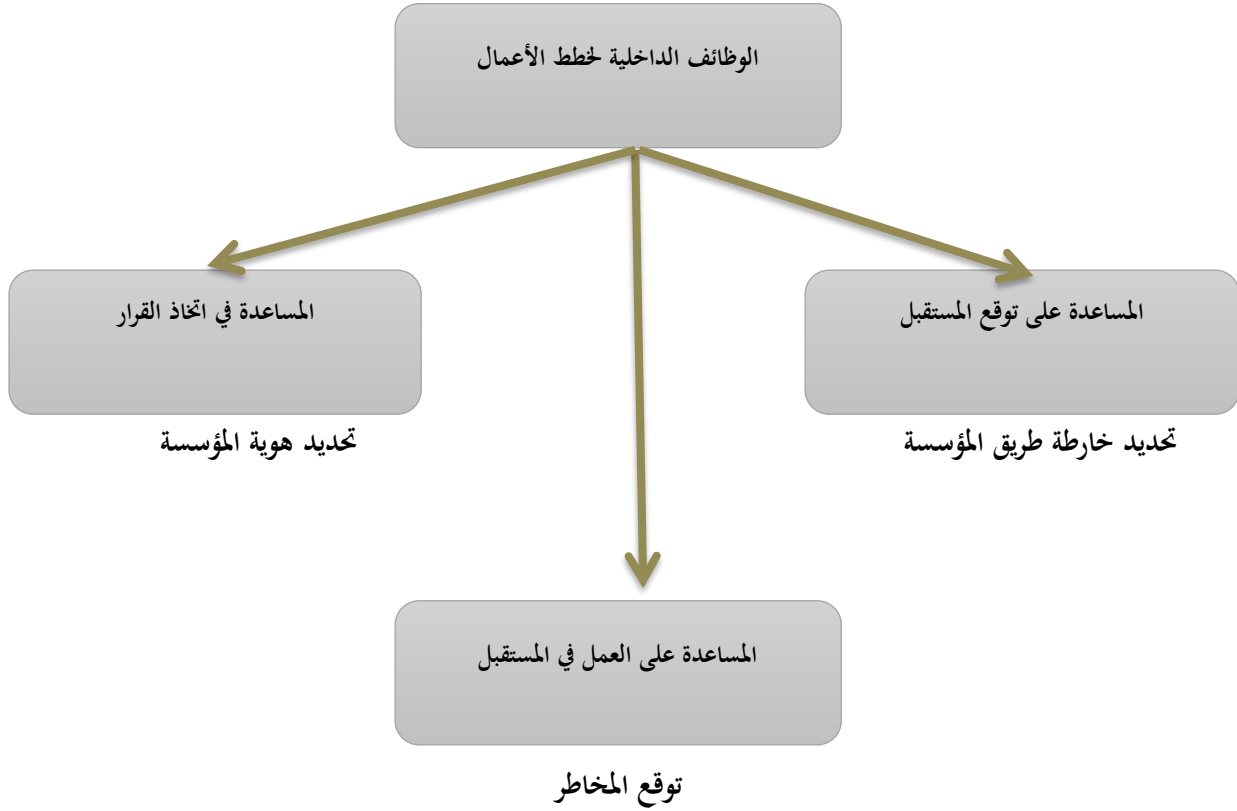 الوظائف الداخلية لخطط الأعمال
المساعدة على توقع المستقبل
المساعدة في اتخاذ القرار
تحديد خارطة طريق المؤسسة
تحديد هوية المؤسسة
المساعدة على العمل في المستقبل
توقع المخاطر